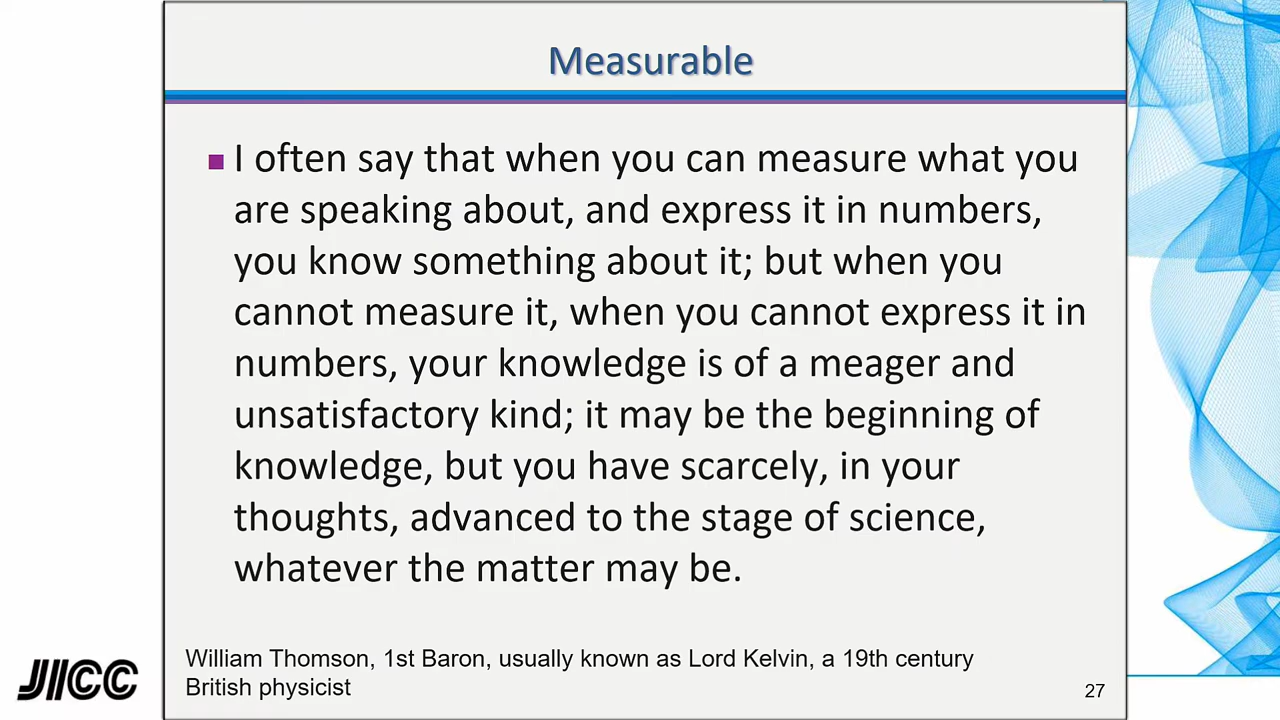 Measurable
I often say that when you can measure what you
are speaking about, and express it in numbers,
you know something about it; but when you
cannot measure it, when you cannot express it in
numbers, your knowledge is of a meager and
unsatisfactory kind; it may be the beginning of
knowledge, but you have scarcely, in your
thoughts, advanced to the stage of science,
whatever the matter may be.
William Thomson, 1st Baron, usually known as Lord Kelvin, a 19th century
British physicist
27
JIICC